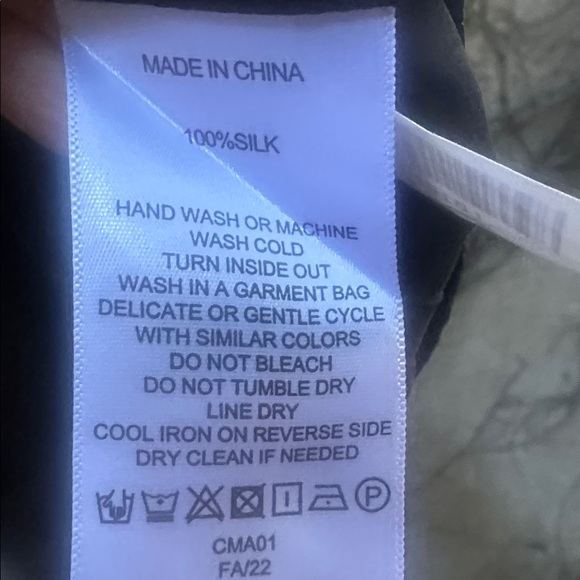 MADE IN CHINA
100%SILK
HAND WASH OR MACHINE
WASH COLD
TURN INSIDE OUT
WASH IN A GARMENT BAG
DELICATE OR GENTLE CYCLE
WITH SIMILAR COLORS
DO NOT BLEACH
DO NOT TUMBLE DRY
LINE DRY
COOL IRON ON REVERSE SIDE
DRY CLEAN IF NEEDED
P
CMA01
FA/22